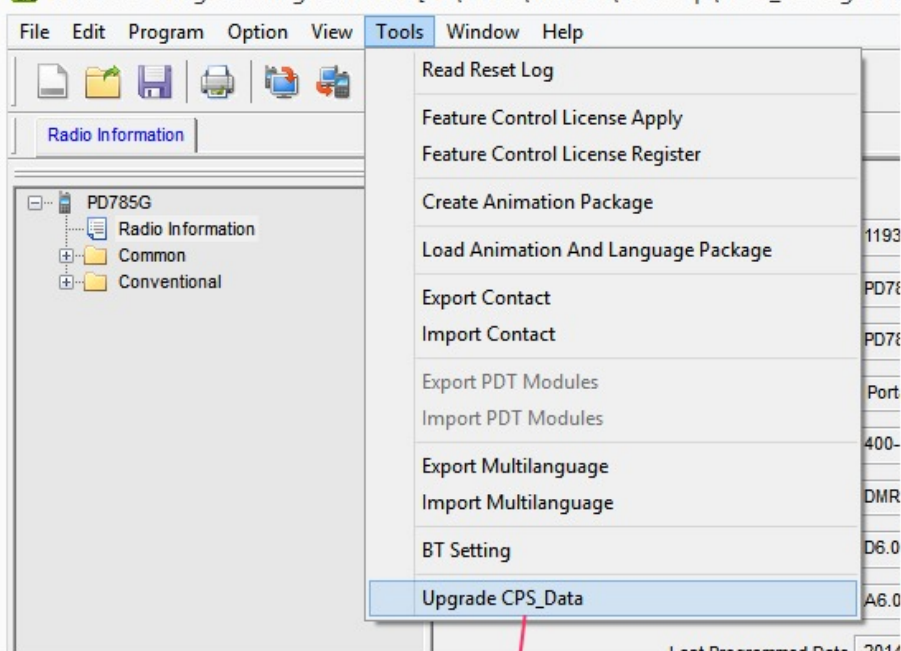 File Edit Program Option View Tools Window Help
Read Reset Log
Feature Control License Apply
Feature Control License Register
Create Animation Package
Load Animation And Language Package
Export Contact
Import Contact
Export PDT Modules
Import PDT Modules
Export Multilanguage
Import Multilanguage
BT Setting
Upgrade CPS_Data
Radio Information
PD785G
Radio Information
Common
Conventional
1193
PD78
PD78
Port
400-
DMR
D6.0
A6.0
Last Programmed Date 2014